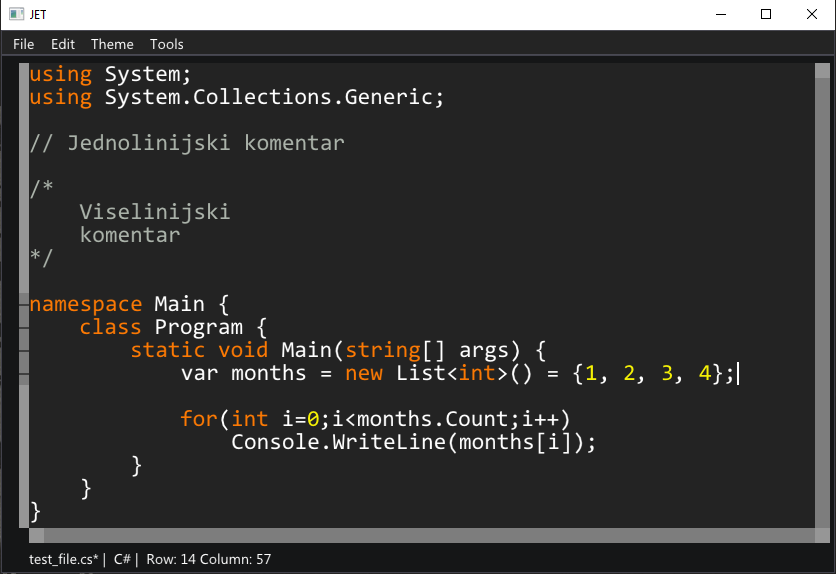 JET
File Edit Theme Tools
using System;
using System.Collections.Generic;
// Jednolinijski komentar
/*
Viselinijski
komentar
*/
namespace Main {
class Program {
static void Main(string[] args) {
var months = new List<int>() = {1, 2, 3, 4};
for(int i=0;i<months.Count;i++)
Console.WriteLine(months[i]);
}
}
}
test_file.cs* | C# | Row: 14 Column: 57